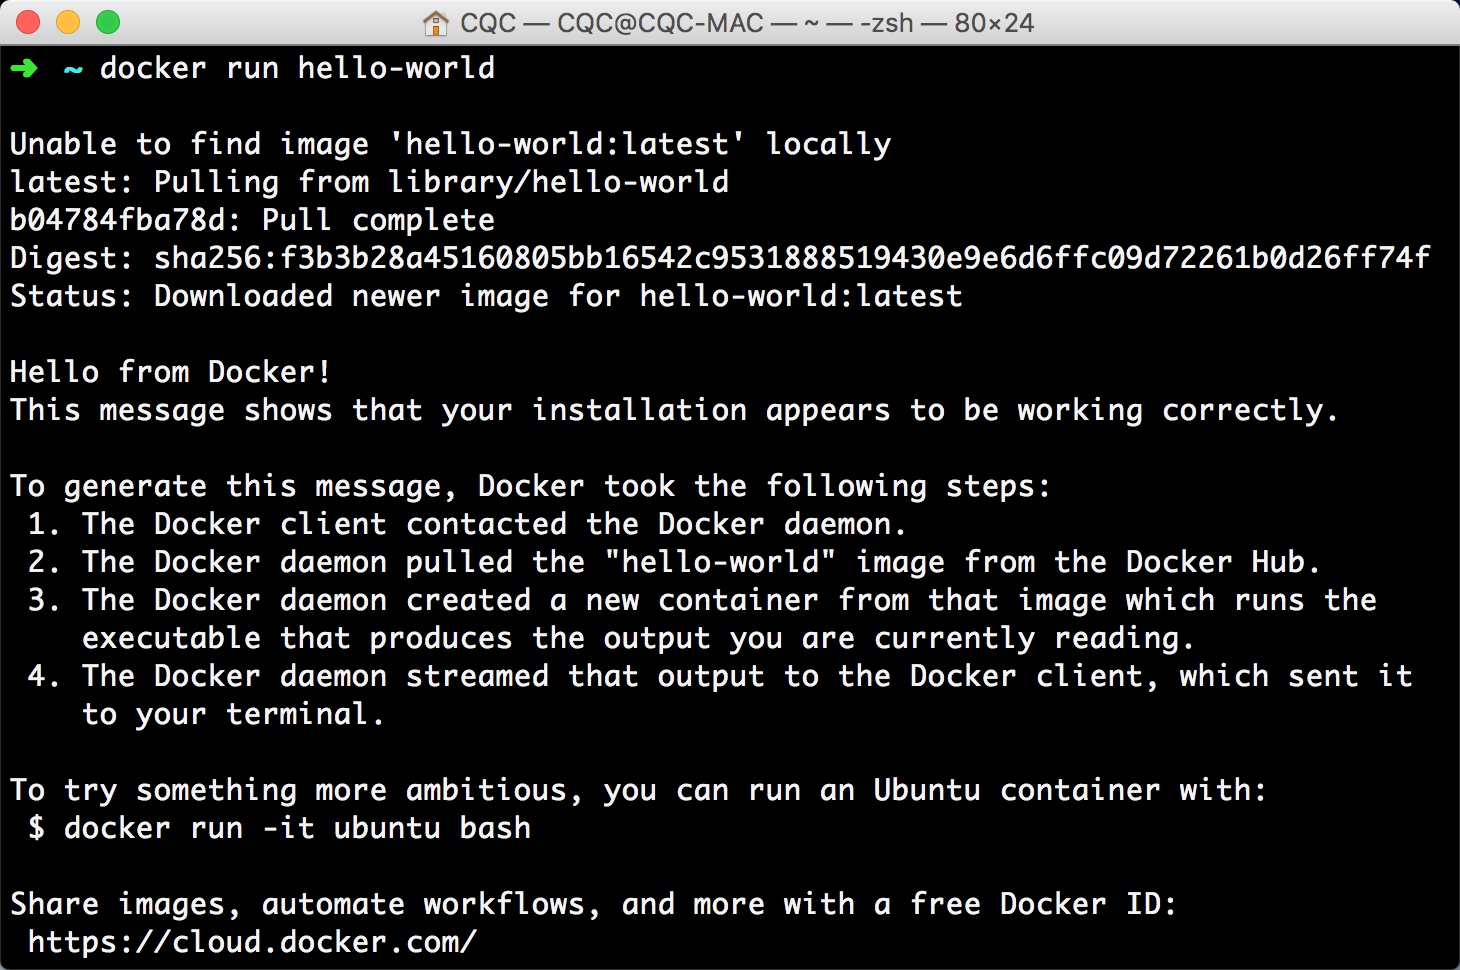 CQC — CQC@CQC-MAC — ~ — -zsh — 80×24
➜ ~ docker run hello-world
Unable to find image 'hello-world:latest' locally
latest: Pulling from library/hello-world
b04784fba78d: Pull complete
Digest: sha256:f3b3b28a45160805bb16542c9531888519430e9e6d6ffc09d72261b0d26ff74f
Status: Downloaded newer image for hello-world:latest
Hello from Docker!
This message shows that your installation appears to be working correctly.
To generate this message, Docker took the following steps:
1. The Docker client contacted the Docker daemon.
2. The Docker daemon pulled the "hello-world" image from the Docker Hub.
3. The Docker daemon created a new container from that image which runs the
executable that produces the output you are currently reading.
4. The Docker daemon streamed that output to the Docker client, which sent it
to your terminal.
To try something more ambitious, you can run an Ubuntu container with:
$ docker run -it ubuntu bash
Share images, automate workflows, and more with a free Docker ID:
https://cloud.docker.com/